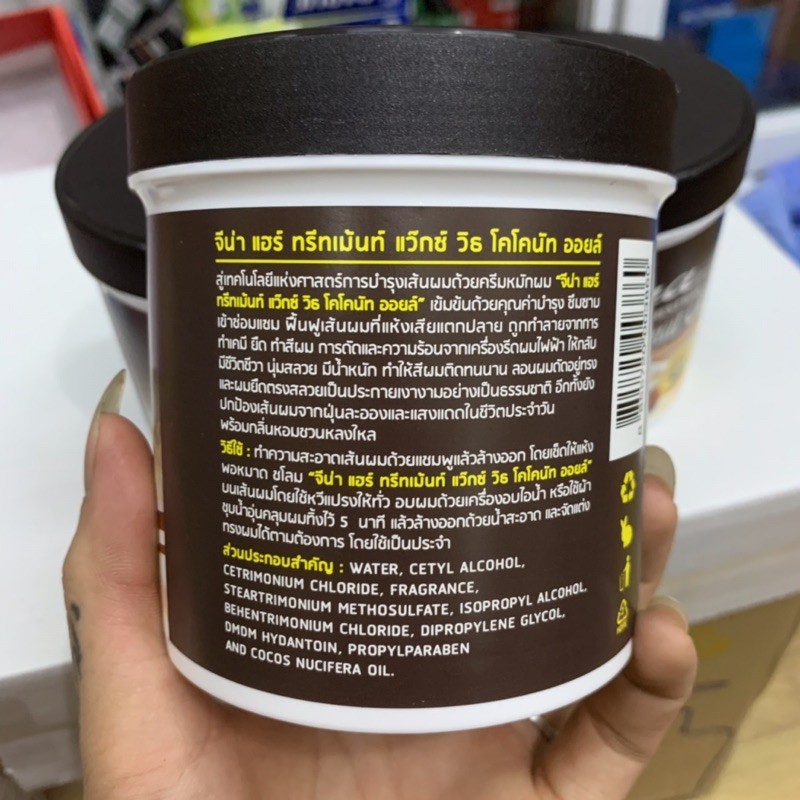 จีน่า แฮร์ ทรีทเม้นท์ แว๊กซ์ วิธ โคโคนัท ออยล์
สู่เทคโนโลยีแห่งศาสตร์การบำรุงเส้นผมด้วยครีมหมักผม "จีน่า แฮร์
ทรีทเม้นท์ แว๊กซ์ วิธ โคโคนัท ออยล์" เข้มข้นด้วยคุณค่าบำรุง ซึมซาบ
เข้าซ่อมแซม ฟื้นฟูเส้นผมที่แห้งเสียแตกปลาย ถูกทำลายจากการ
ทำเคมี ยืด ทำสีผม การดัดและความร้อนจากเครื่องรีดผมไฟฟ้า ให้กลับ
มีชีวิตชีวา นุ่มสลวย มีน้ำหนัก ทำให้สีผมติดทนนาน ลอนผมดัดอยู่ทรง
และผมยืดตรงสลวยเป็นประกายเงางามอย่างเป็นธรรมชาติ อีกทั้งยัง
ปกป้องเส้นผมจากฝุ่นละอองและแสงแดดในชีวิตประจำวัน
พร้อมกลิ่นหอมชวนหลงใหล
วิธีใช้ : ทำความสะอาดเส้นผมด้วยแชมพูแล้วล้างออก โดยเช็ดให้แห้ง
พอหมาด ชโลม "จีน่า แฮร์ ทรีทเม้นท์ แว๊กซ์ วิธ โคโคนัท ออยล์"
บนเส้นผมโดยใช้หวีแปรงให้ทั่ว อบผมด้วยเครื่องอบไอน้ำ หรือใช้ผ้า
ชุบน้ำอุ่นคลุมผมทิ้งไว้ 5 นาที แล้วล้างออกด้วยน้ำสะอาด และจัดแต่ง
ทรงผมได้ตามต้องการ โดยใช้เป็นประจำ
ส่วนประกอบสำคัญ : WATER, CETYL ALCOHOL,
CETRIMONIUM CHLORIDE, FRAGRANCE,
STEARTRIMONIUM METHOSULFATE, ISOPROPYL ALCOHOL,
BEHENTRIMONIUM CHLORIDE, DIPROPYLENE GLYCOL,
DMDM HYDANTOIN, PROPYLPARABEN
AND COCOS NUCIFERA OIL.